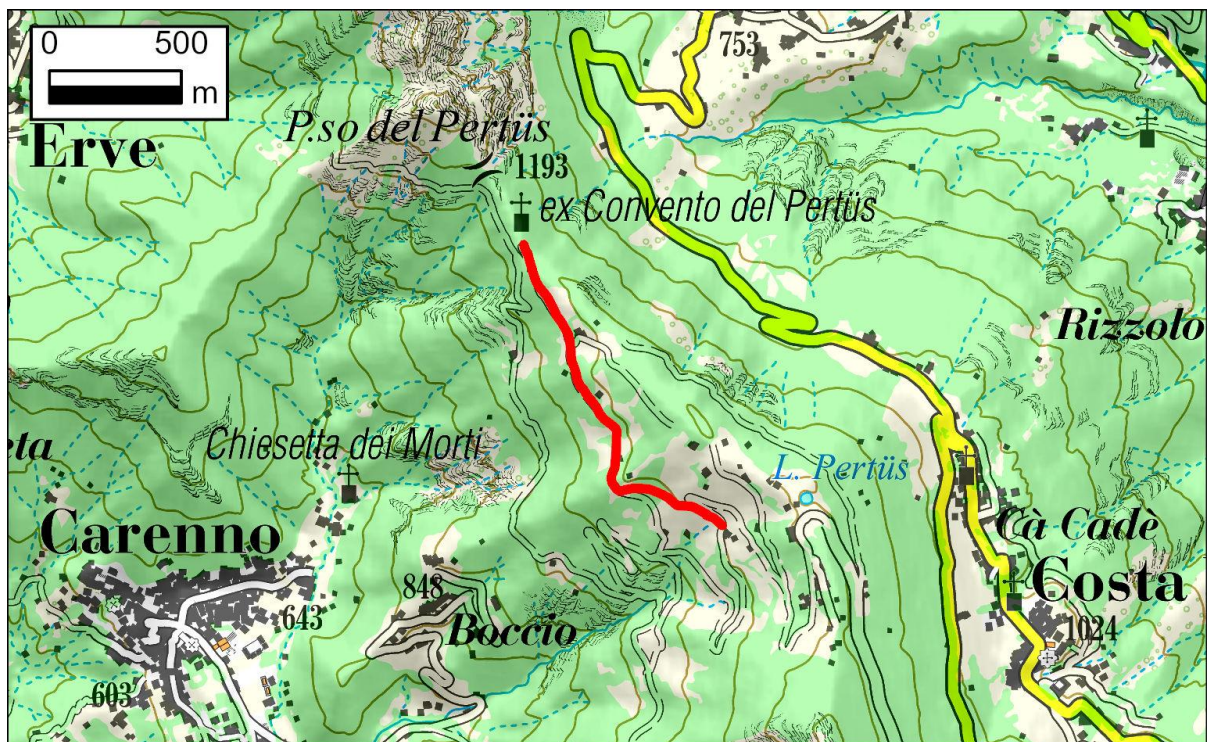 0 500
m
753
Erve
P.so del Pertüs
1193
ex Convento del Pertüs
Rizzolo
eta
Chiesetta dei Morti
L. Pertüs
Carenno
Cà Cadè
848
Costa
643
Boccio
1024
603